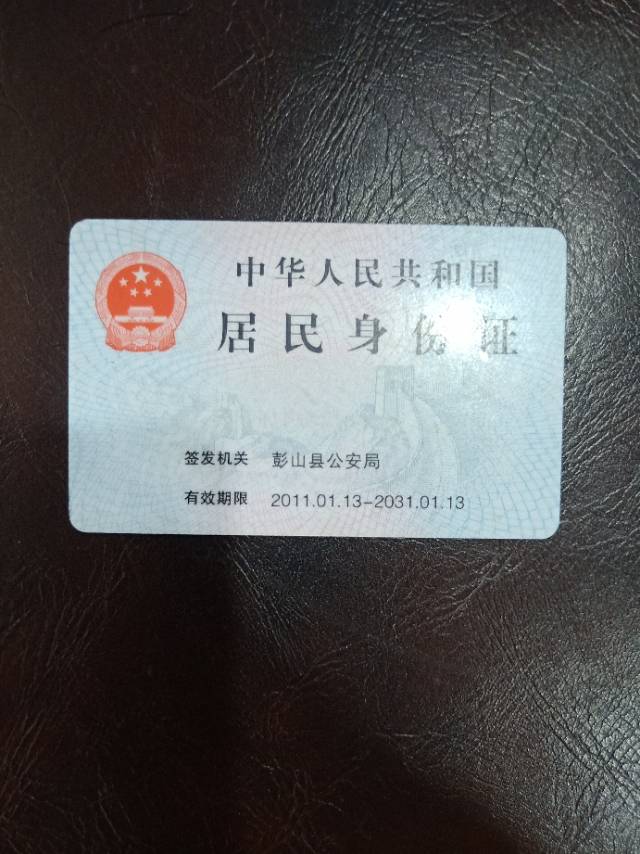 中华人民共和国
居民身份证
签发机关 彭山县公安局
有效期限 2011.01.13-2031.01.13